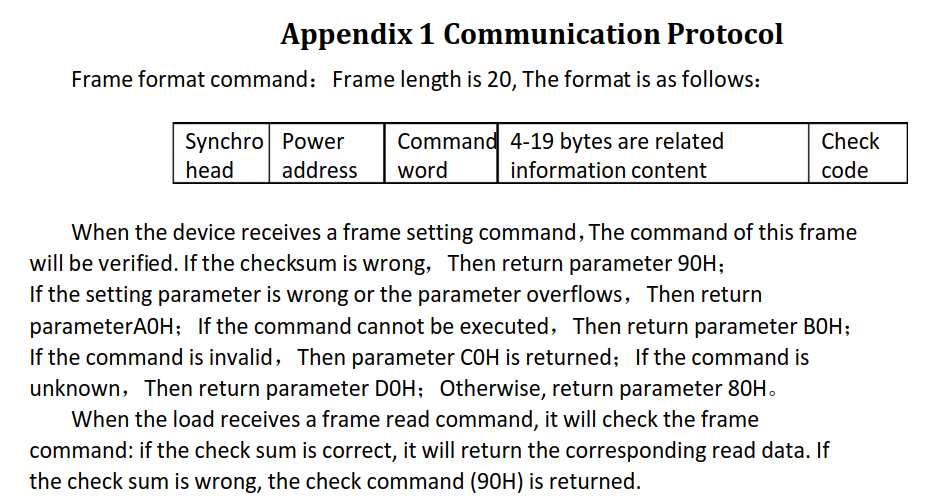 Appendix 1 Communication Protocol
Frame format command：Frame length is 20, The format is as follows：
Synchro head
Power address
Command word
4-19 bytes are related information content
Check code
When the device receives a frame setting command，The command of this frame
will be verified. If the checksum is wrong，Then return parameter 90H；
If the setting parameter is wrong or the parameter overflows，Then return
parameterA0H；If the command cannot be executed，Then return parameter B0H；
If the command is invalid，Then parameter C0H is returned；If the command is
unknown，Then return parameter D0H；Otherwise, return parameter 80H。
When the load receives a frame read command, it will check the frame
command: if the check sum is correct, it will return the corresponding read data. If
the check sum is wrong, the check command (90H) is returned.